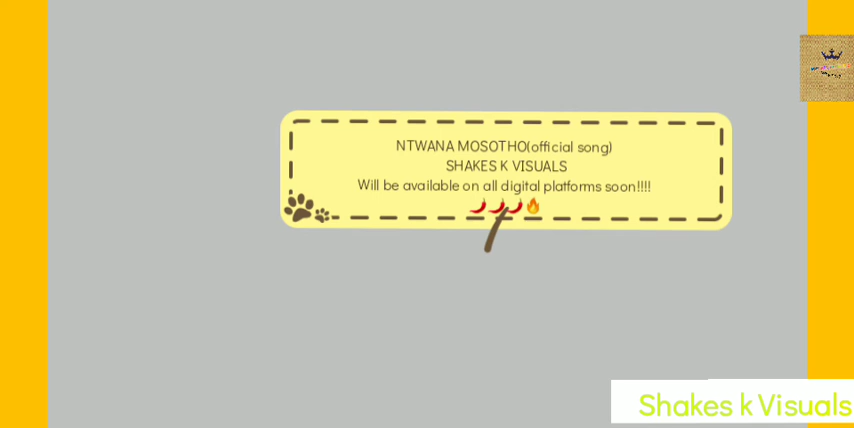 NTWANA MOSOTHO(official song)
SHAKES K VISUALS
Will be available on all digital platforms soon!!!!
🌶️🌶️🌶️🔥
Shakes k Visuals